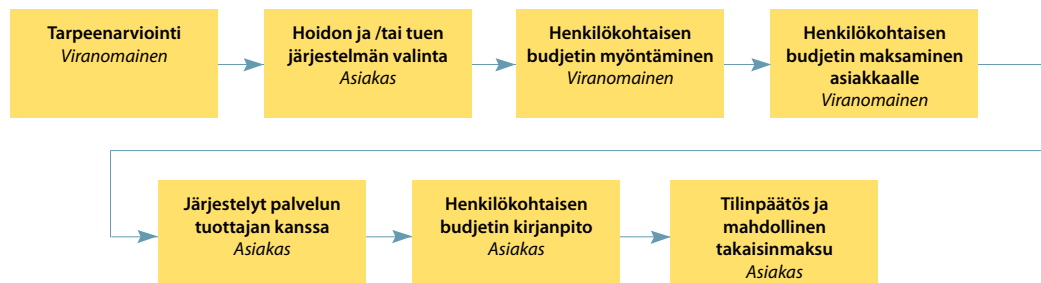 Tarpeenarviointi
Viranomainen
Hoidon ja /tai tuen
järjestelmän valinta
Asiakas
Henkilökohtaisen
budjetin myöntäminen
Viranomainen
Henkilökohtaisen
budjetin maksaminen
asiakkaalle
Viranomainen
Järjestelyt palvelun
tuottajan kanssa
Asiakas
Henkilökohtaisen
budjetin kirjanpito
Asiakas
Tilinpäätös ja
mahdollinen
takaisinmaksu
Asiakas